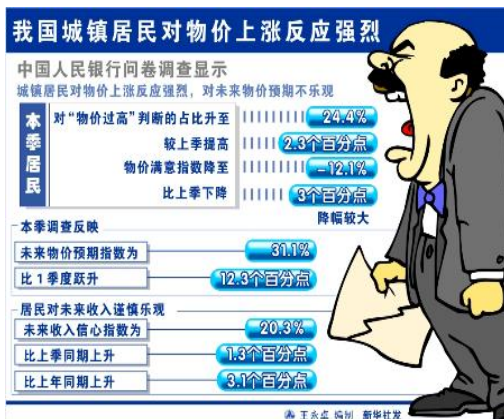 我国城镇居民对物价上涨反应强烈
中国人民银行问卷调查显示
城镇居民对物价上涨反应强烈，对未来物价预期不乐观
本季居民
对“物价过高”判断的占比升至 24.4%
较上季提高 2.3个百分点
物价满意指数降至 -12.1%
比上季下降 3个百分点
降幅较大
本季调查反映
未来物价预期指数为 31.1%
比1季度跃升 12.3个百分点
居民对未来收入谨慎乐观
未来收入信心指数为 20.3%
比上季同期上升 1.3个百分点
比上年同期上升 3.1个百分点
王永卓 编制 新华社发